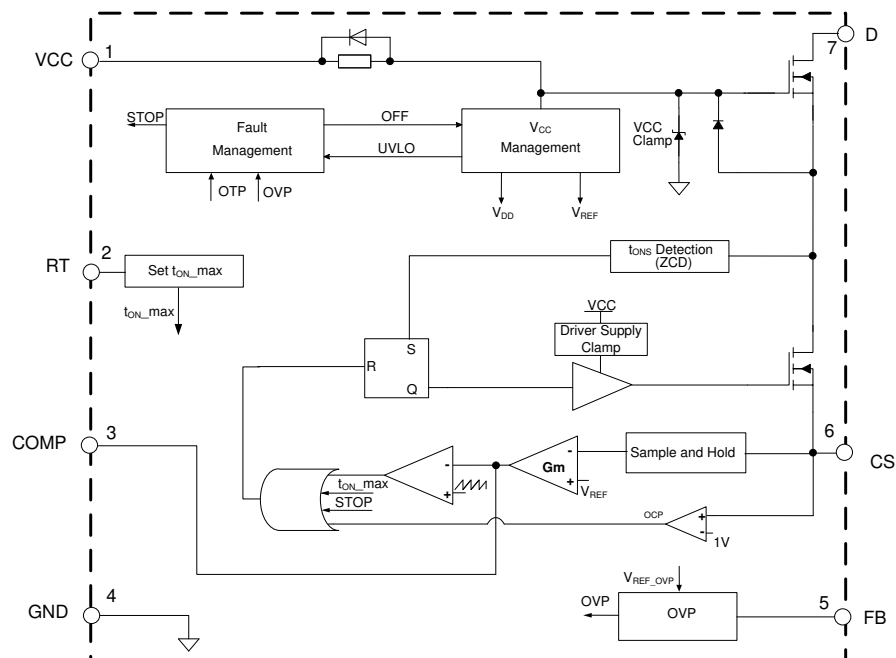 VCC
1
7
D
STOP
Fault
Management
OFF
UVLO
VCC
Management
VCC
Clamp
OTP
OVP
VDD
VREF
RT
2
Set tON_max
tON_max
tONS Detection
(ZCD)
VCC
Driver Supply
Clamp
S
R
Q
COMP
3
6
CS
Sample and Hold
-
Gm
+
VREF
-
+
tON_max
STOP
OCP
+
-
1V
GND
4
VREF_OVP
OVP
OVP
5
FB